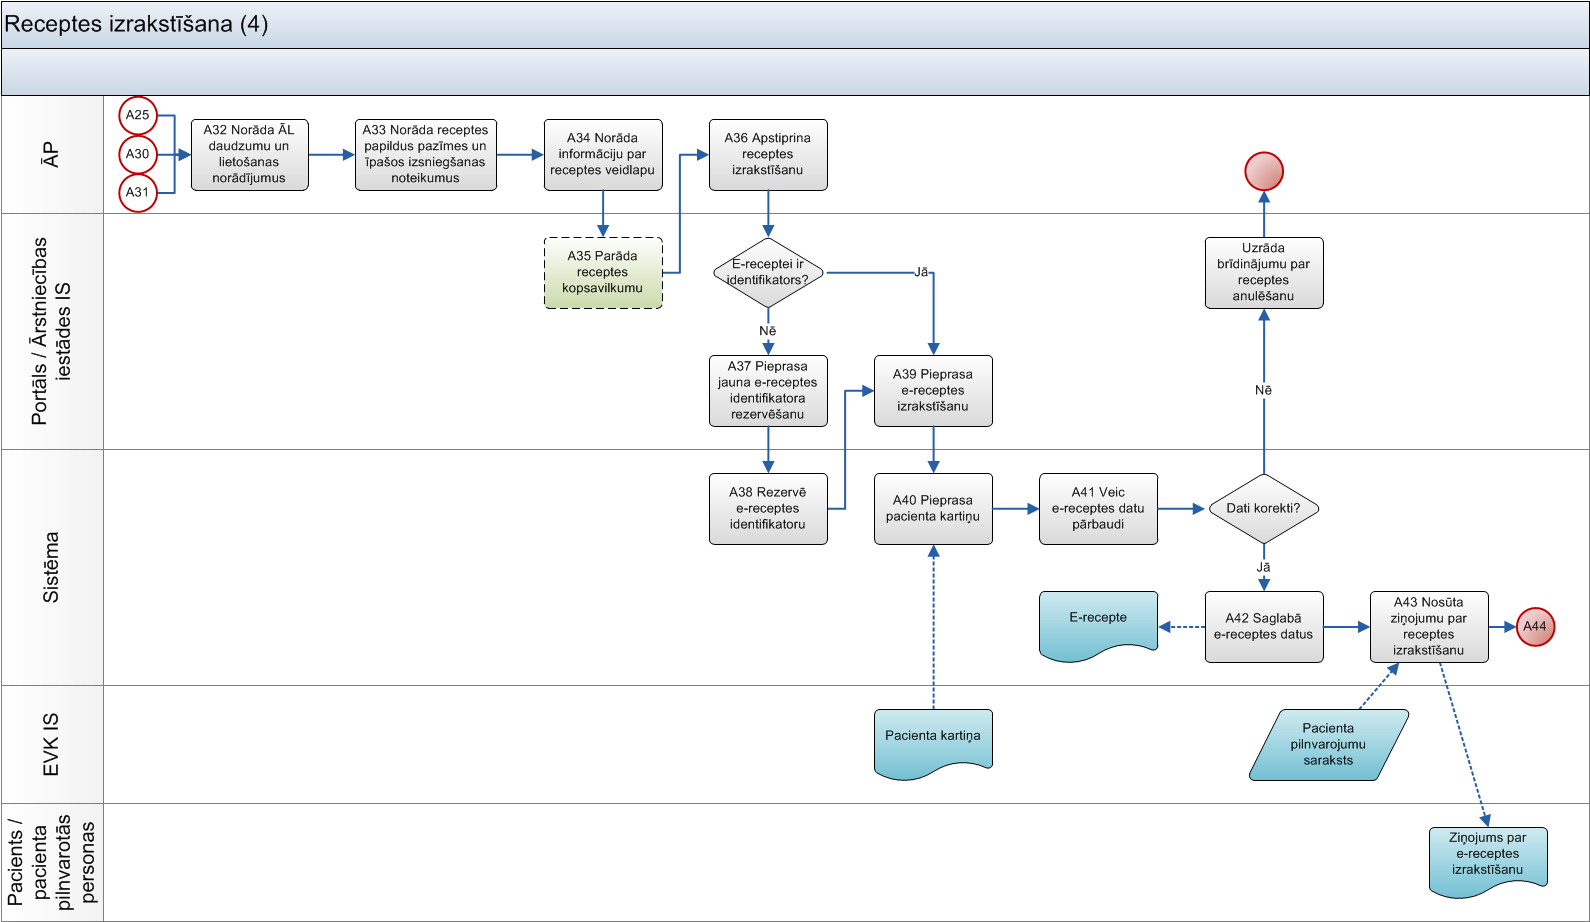 Receptes izrakstīšana (4)
ĀP
A25
A30
A31
A32 Norāda ĀL
daudzumu un
lietošanas
norādījumus
A33 Norāda receptes
papildus pazīmes un
īpašos izsniegšanas
noteikumus
A34 Norāda
informāciju par
receptes veidlapu
A36 Apstiprina
receptes
izrakstīšanu
Portāls / Ārstniecības
iestādes IS
A35 Parāda
receptes
kopsavilkumu
E-receptei ir
identifikators?
Jā
Nē
A37 Pieprasa
jauna e-receptes
identifikatora
rezervēšanu
A39 Pieprasa
e-receptes
izrakstīšanu
Uzrāda
brīdinājumu par
receptes
anulēšanu
Nē
Sistēma
A38 Rezervē
e-receptes
identifikatoru
A40 Pieprasa
pacienta kartiņu
A41 Veic
e-receptes datu
pārbaudi
Dati korekti?
Jā
E-recepte
A42 Saglabā
e-receptes datus
A43 Nosūta
ziņojumu par
receptes
izrakstīšanu
A44
EVK IS
Pacienta kartiņa
Pacienta
pilnvarojumu
saraksts
Pacients /
pacienta
pilnvarotās
personas
Ziņojums par
e-receptes
izrakstīšanu